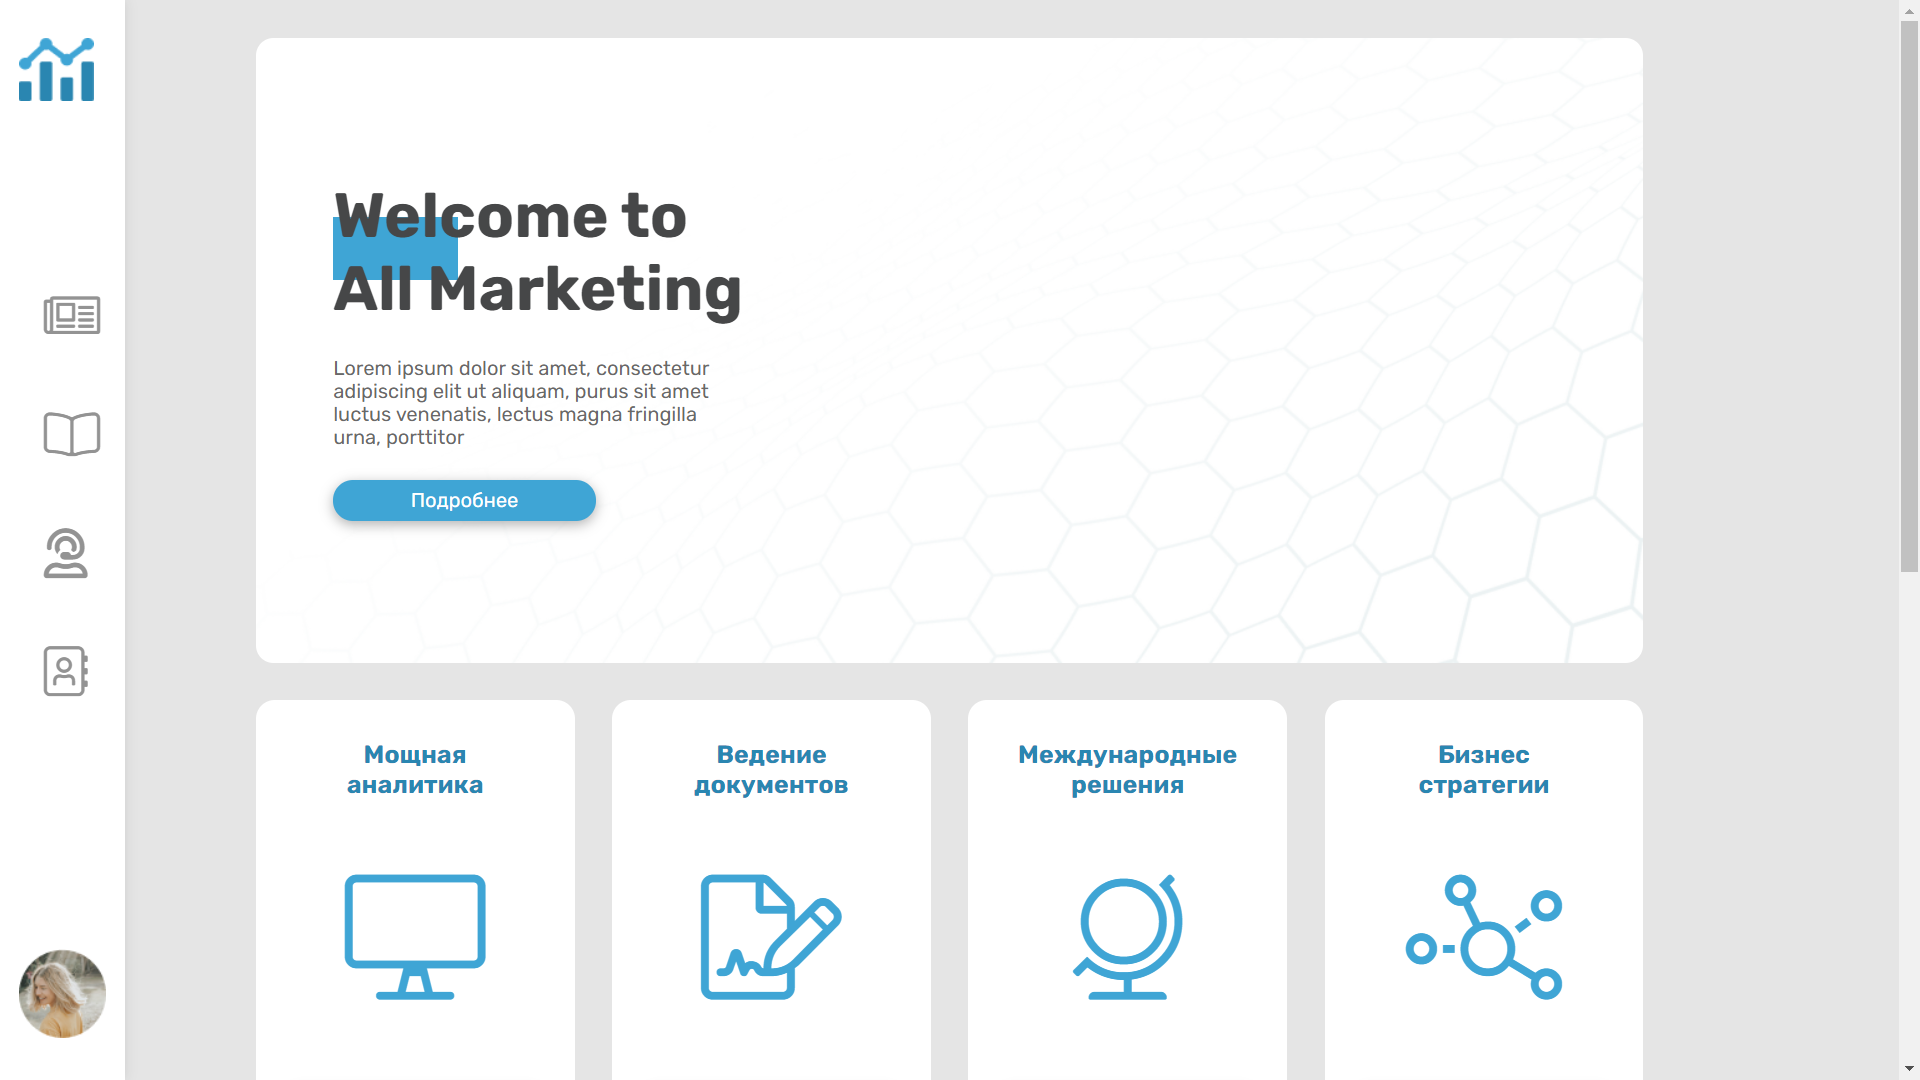 Welcome to
All Marketing
Lorem ipsum dolor sit amet, consectetur
adipiscing elit ut aliquam, purus sit amet
luctus venenatis, lectus magna fringilla
urna, porttitor
Подробнее
Мощная
аналитика
Ведение
документов
Международные
решения
Бизнес
стратегии